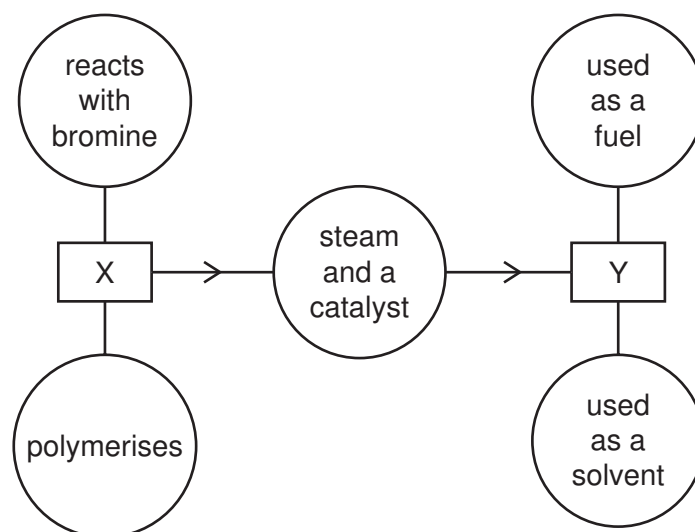 reacts
with
bromine
used
as a
fuel
X
steam
and a
catalyst
Y
polymerises
used
as a
solvent